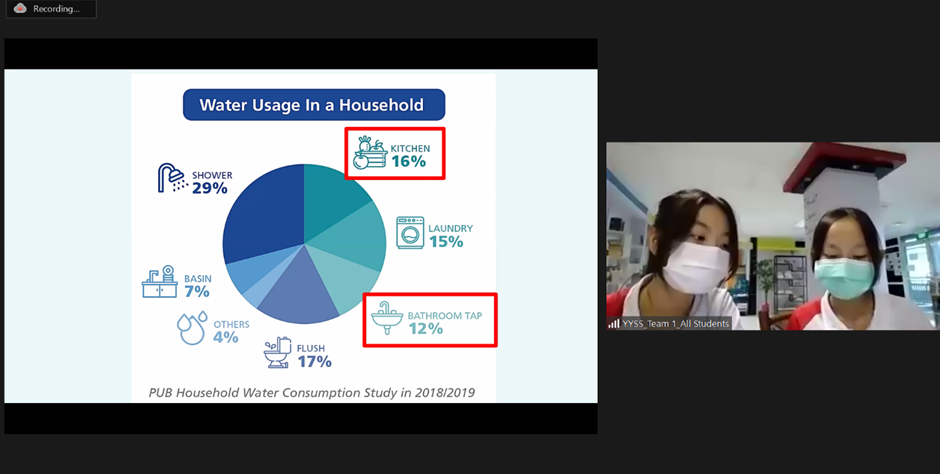 Recording...
Water Usage In a Household
KITCHEN
16%
SHOWER
29%
LAUNDRY
15%
BASIN
7%
BATHROOM TAP
12%
OTHERS
4%
FLUSH
17%
PUB Household Water Consumption Study in 2018/2019
YYSS_Team 1_All Students